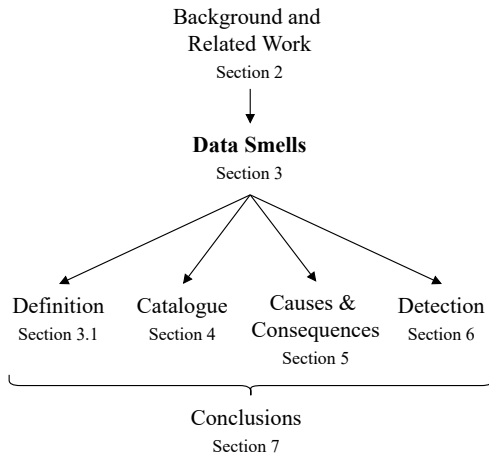 Background and
Related Work
Section 2
Data Smells
Section 3
Definition
Section 3.1
Catalogue
Section 4
Causes &
Consequences
Section 5
Detection
Section 6
Conclusions
Section 7